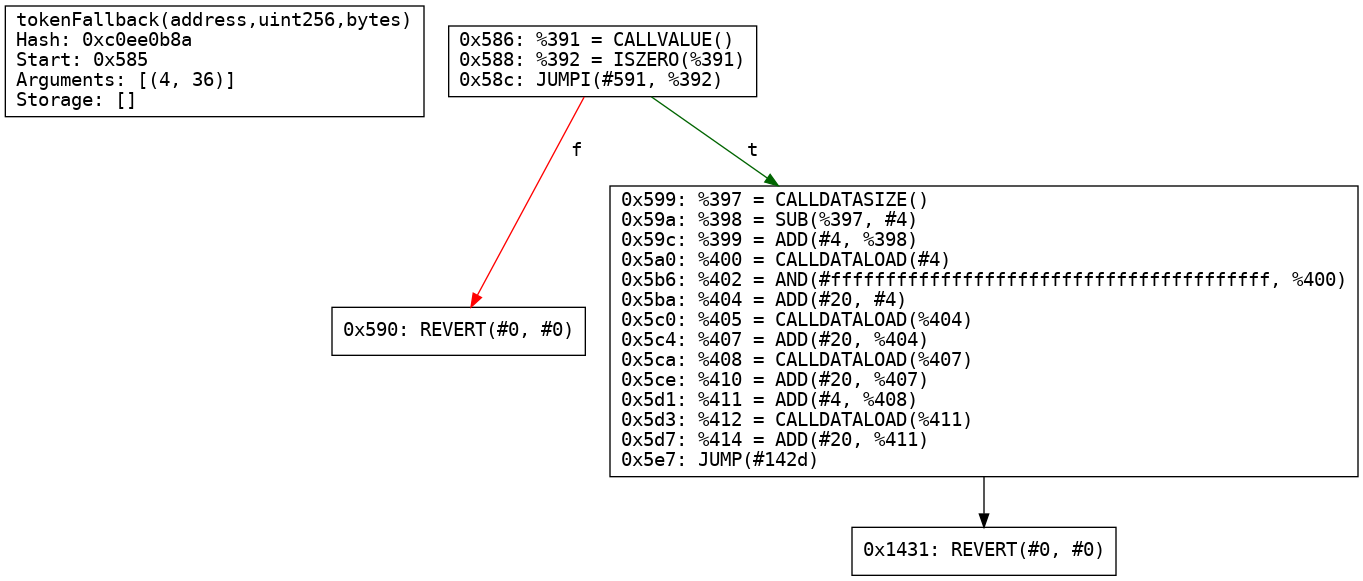 tokenFallback(address,uint256,bytes)
Hash: 0xc0ee0b8a
Start: 0x585
Arguments: [(4, 36)]
Storage: []
0x586: %391 = CALLVALUE()
0x588: %392 = ISZERO(%391)
0x58c: JUMPI(#591, %392)
f
t
0x590: REVERT(#0, #0)
0x599: %397 = CALLDATASIZE()
0x59a: %398 = SUB(%397, #4)
0x59c: %399 = ADD(#4, %398)
0x5a0: %400 = CALLDATALOAD(#4)
0x5b6: %402 = AND(#ffffffffffffffffffffffffffffffffffffffff, %400)
0x5ba: %404 = ADD(#20, #4)
0x5c0: %405 = CALLDATALOAD(%404)
0x5c4: %407 = ADD(#20, %404)
0x5ca: %408 = CALLDATALOAD(%407)
0x5ce: %410 = ADD(#20, %407)
0x5d1: %411 = ADD(#4, %408)
0x5d3: %412 = CALLDATALOAD(%411)
0x5d7: %414 = ADD(#20, %411)
0x5e7: JUMP(#142d)
0x1431: REVERT(#0, #0)